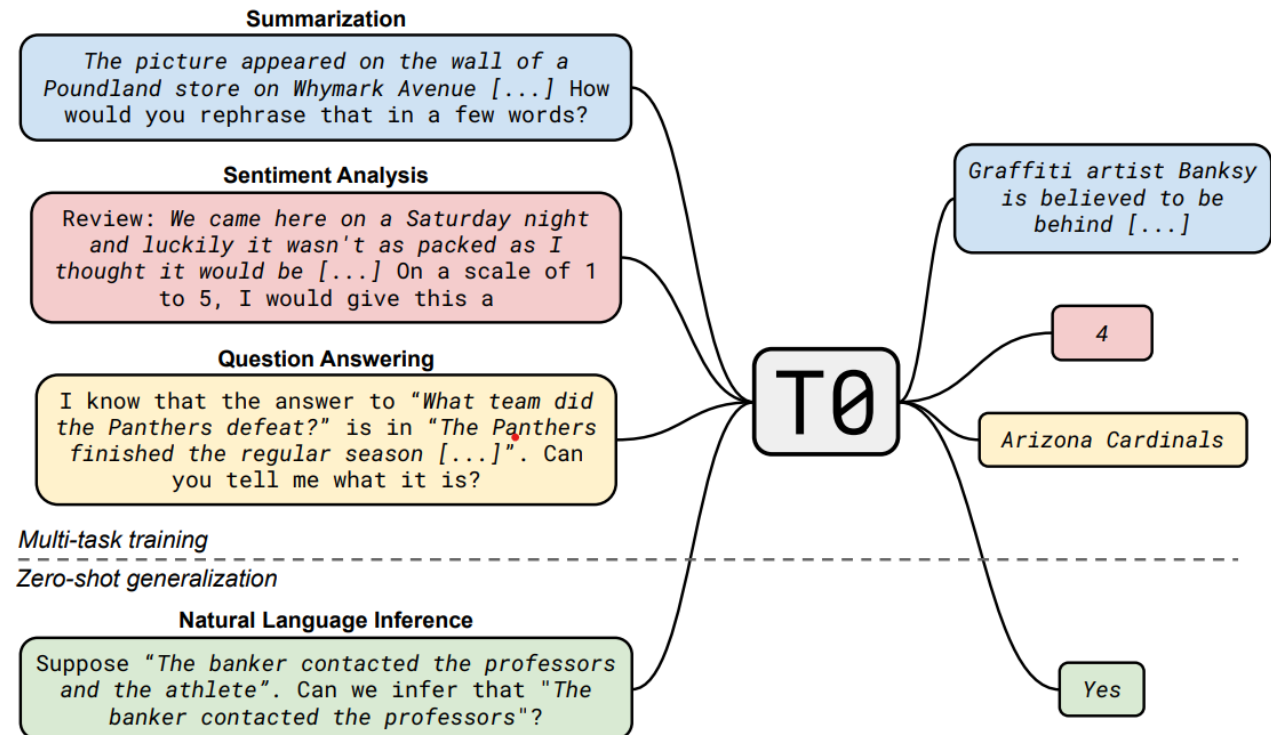 Summarization
The picture appeared on the wall of a
Poundland store on Whymark Avenue [...] How
would you rephrase that in a few words?
Sentiment Analysis
Review: We came here on a Saturday night
and luckily it wasn't as packed as I
thought it would be [...] On a scale of 1
to 5, I would give this a
Question Answering
I know that the answer to “What team did
the Panthers defeat?” is in “The Panthers
finished the regular season [...]”. Can
you tell me what it is?
Multi-task training
Zero-shot generalization
Natural Language Inference
Suppose “The banker contacted the professors
and the athlete”. Can we infer that "The
banker contacted the professors"?
T0
Graffiti artist Banksy
is believed to be
behind [...]
4
Arizona Cardinals
Yes